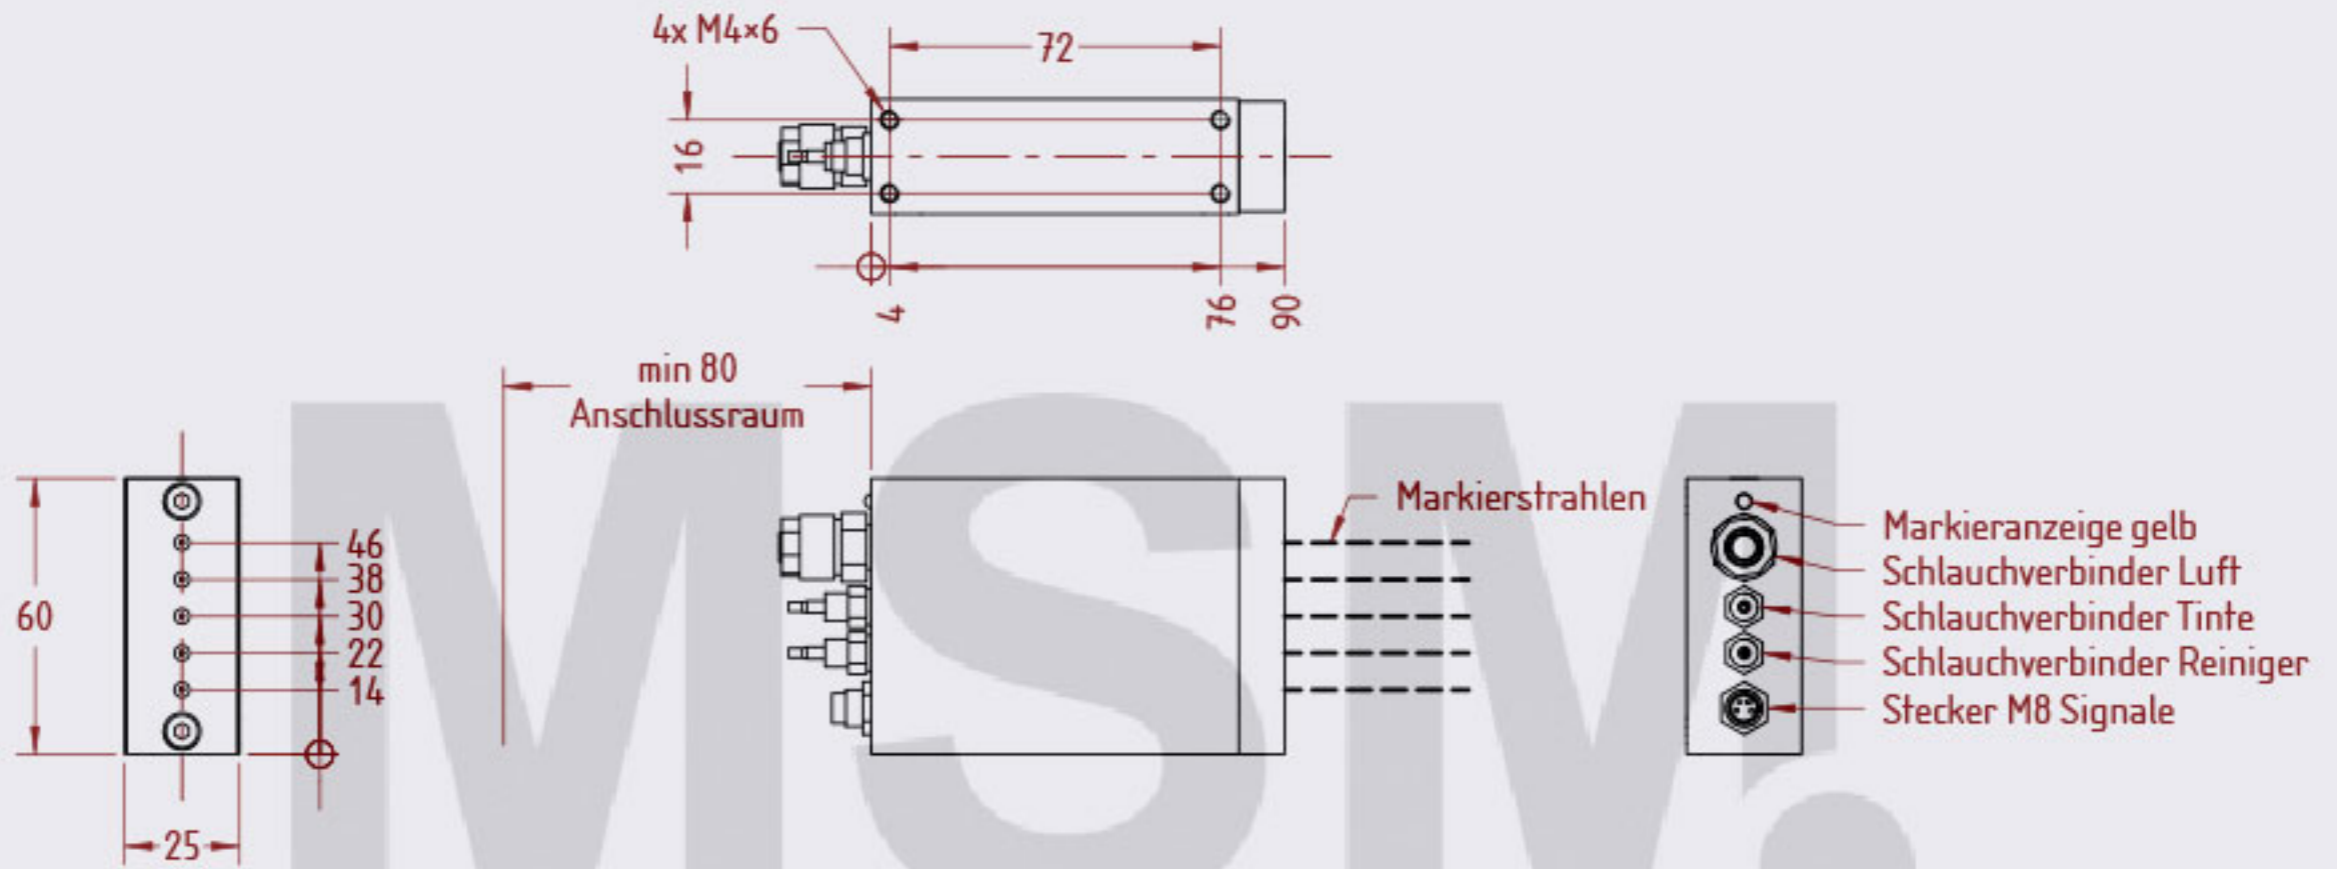 4x M4×6
72
16
4
76
90
min 80
Anschlussraum
60
46
38
30
22
14
25
Markierstrahlen
Markieranzeige gelb
Schlauchverbinder Luft
Schlauchverbinder Tinte
Schlauchverbinder Reiniger
Stecker M8 Signale
MSM.